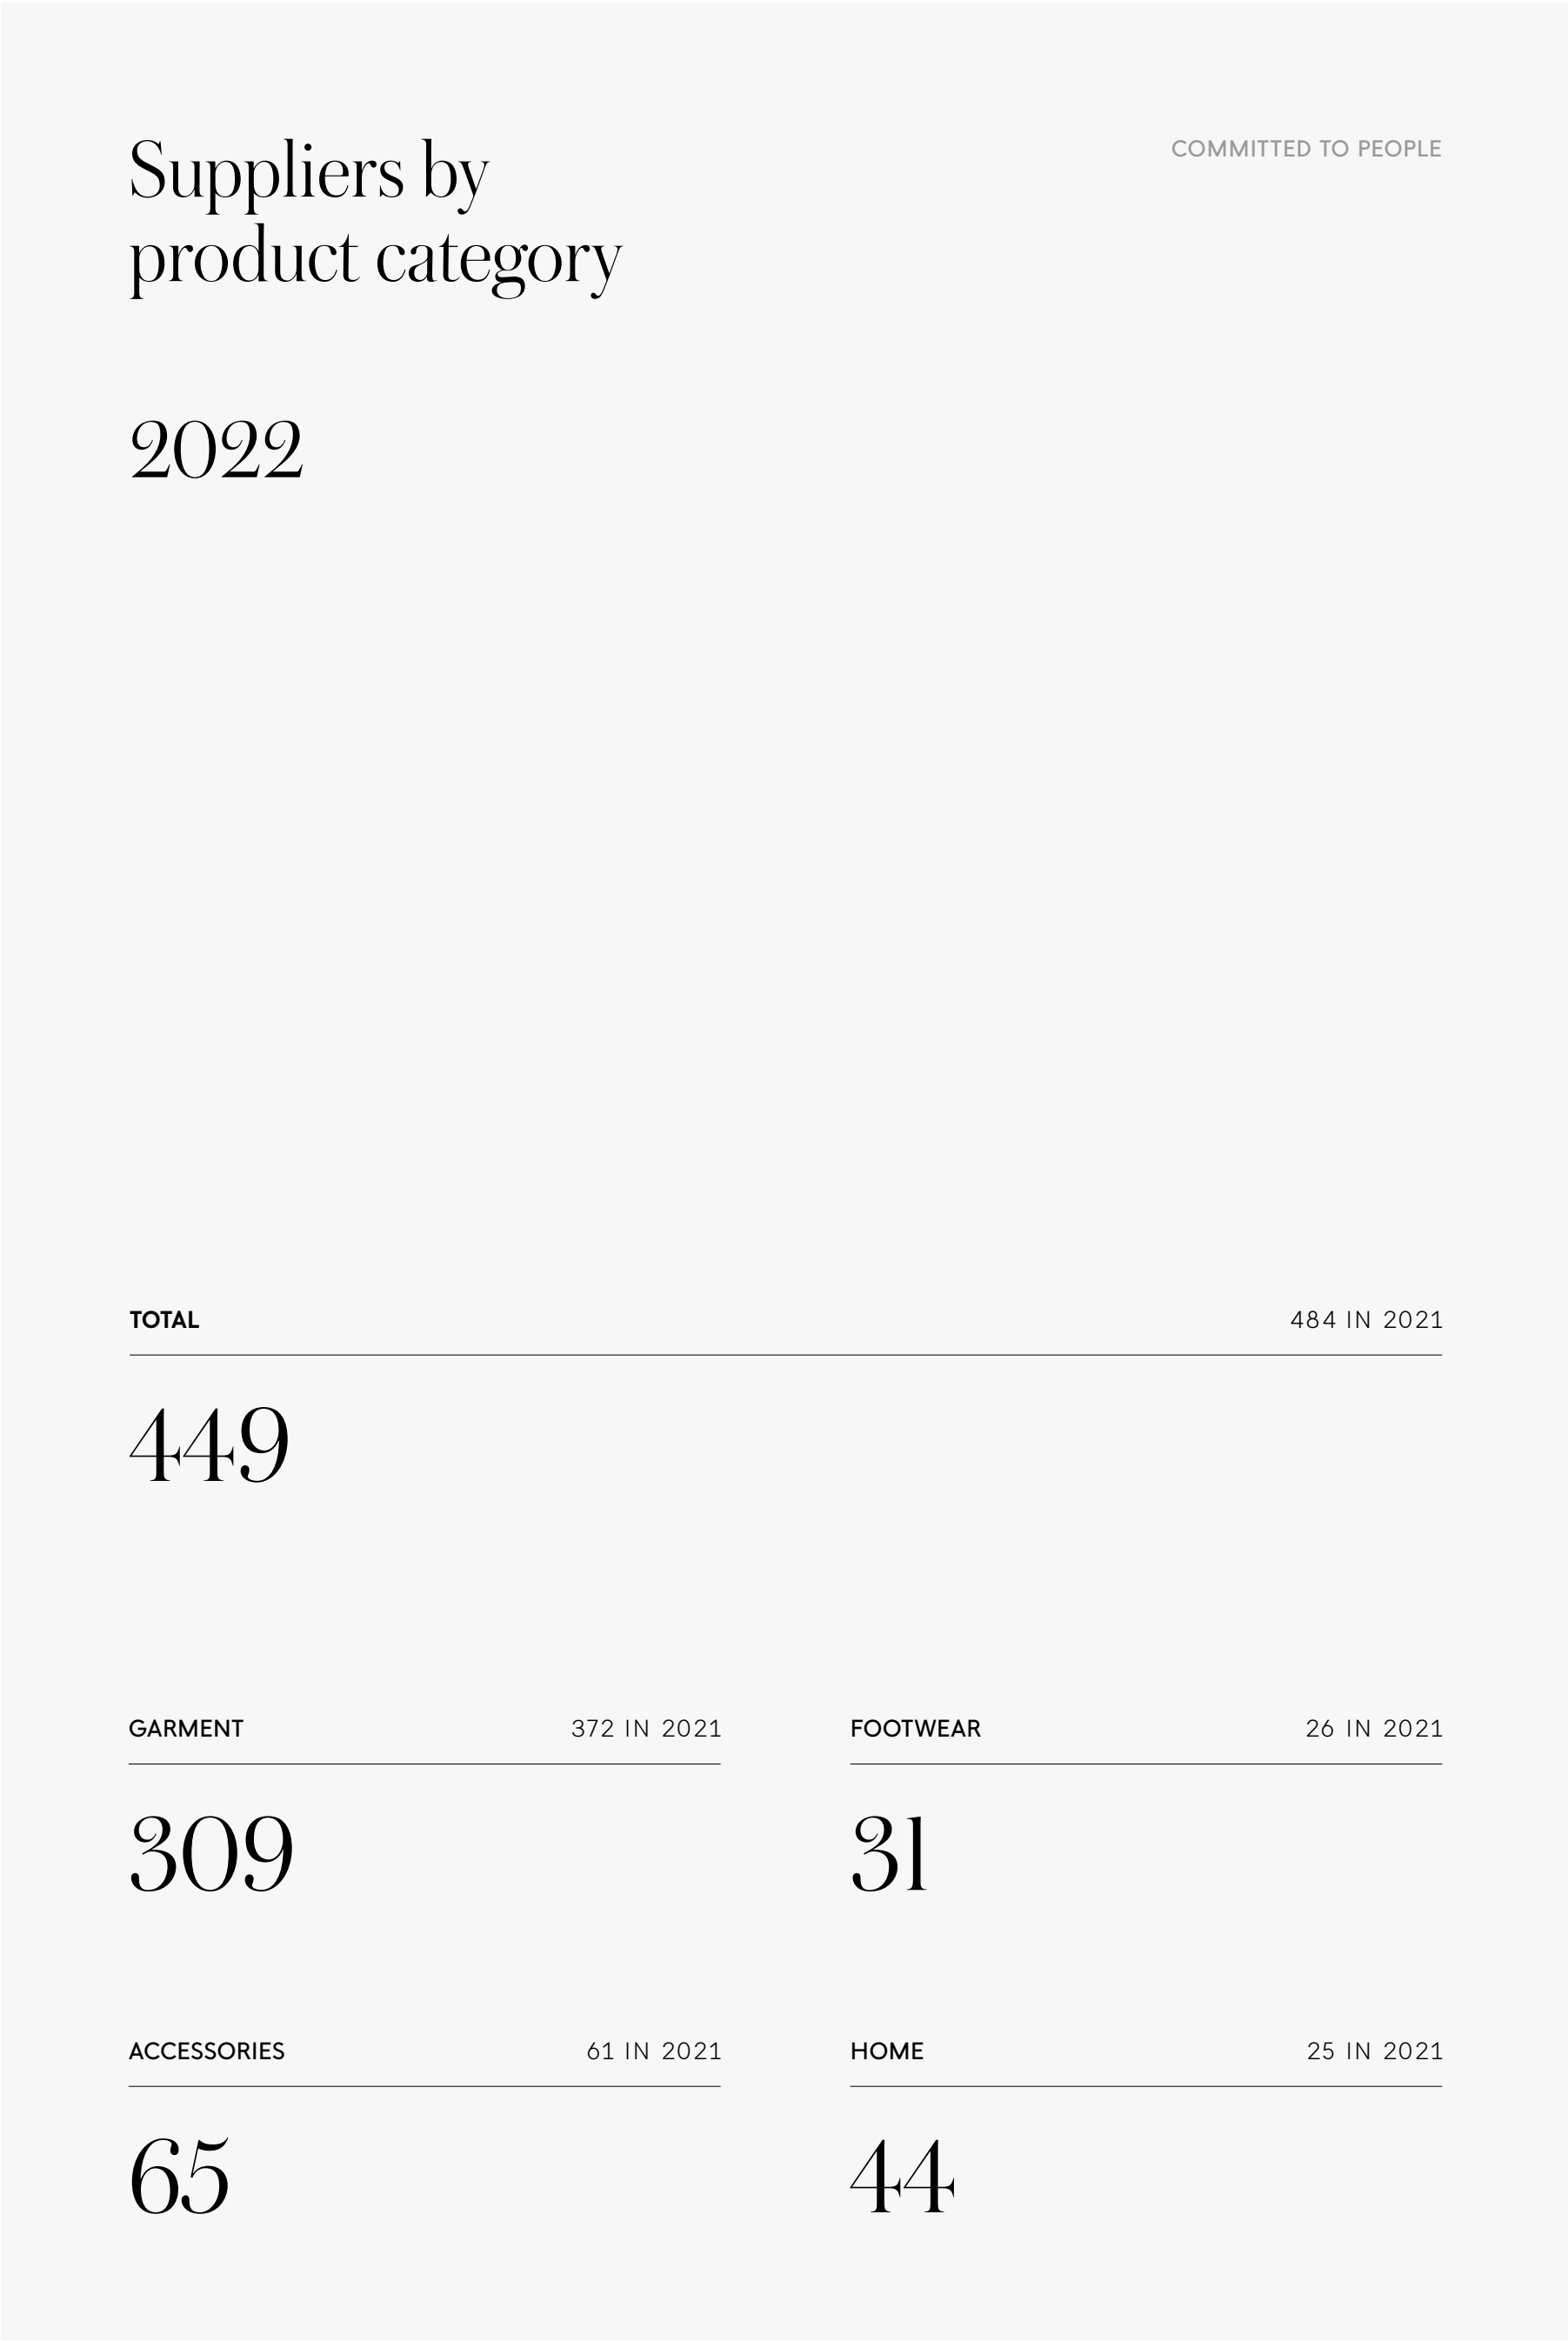 Suppliers by
product category
COMMITTED TO PEOPLE
2022
TOTAL
484 IN 2021
449
GARMENT
372 IN 2021
309
FOOTWEAR
26 IN 2021
31
ACCESSORIES
61 IN 2021
65
HOME
25 IN 2021
44